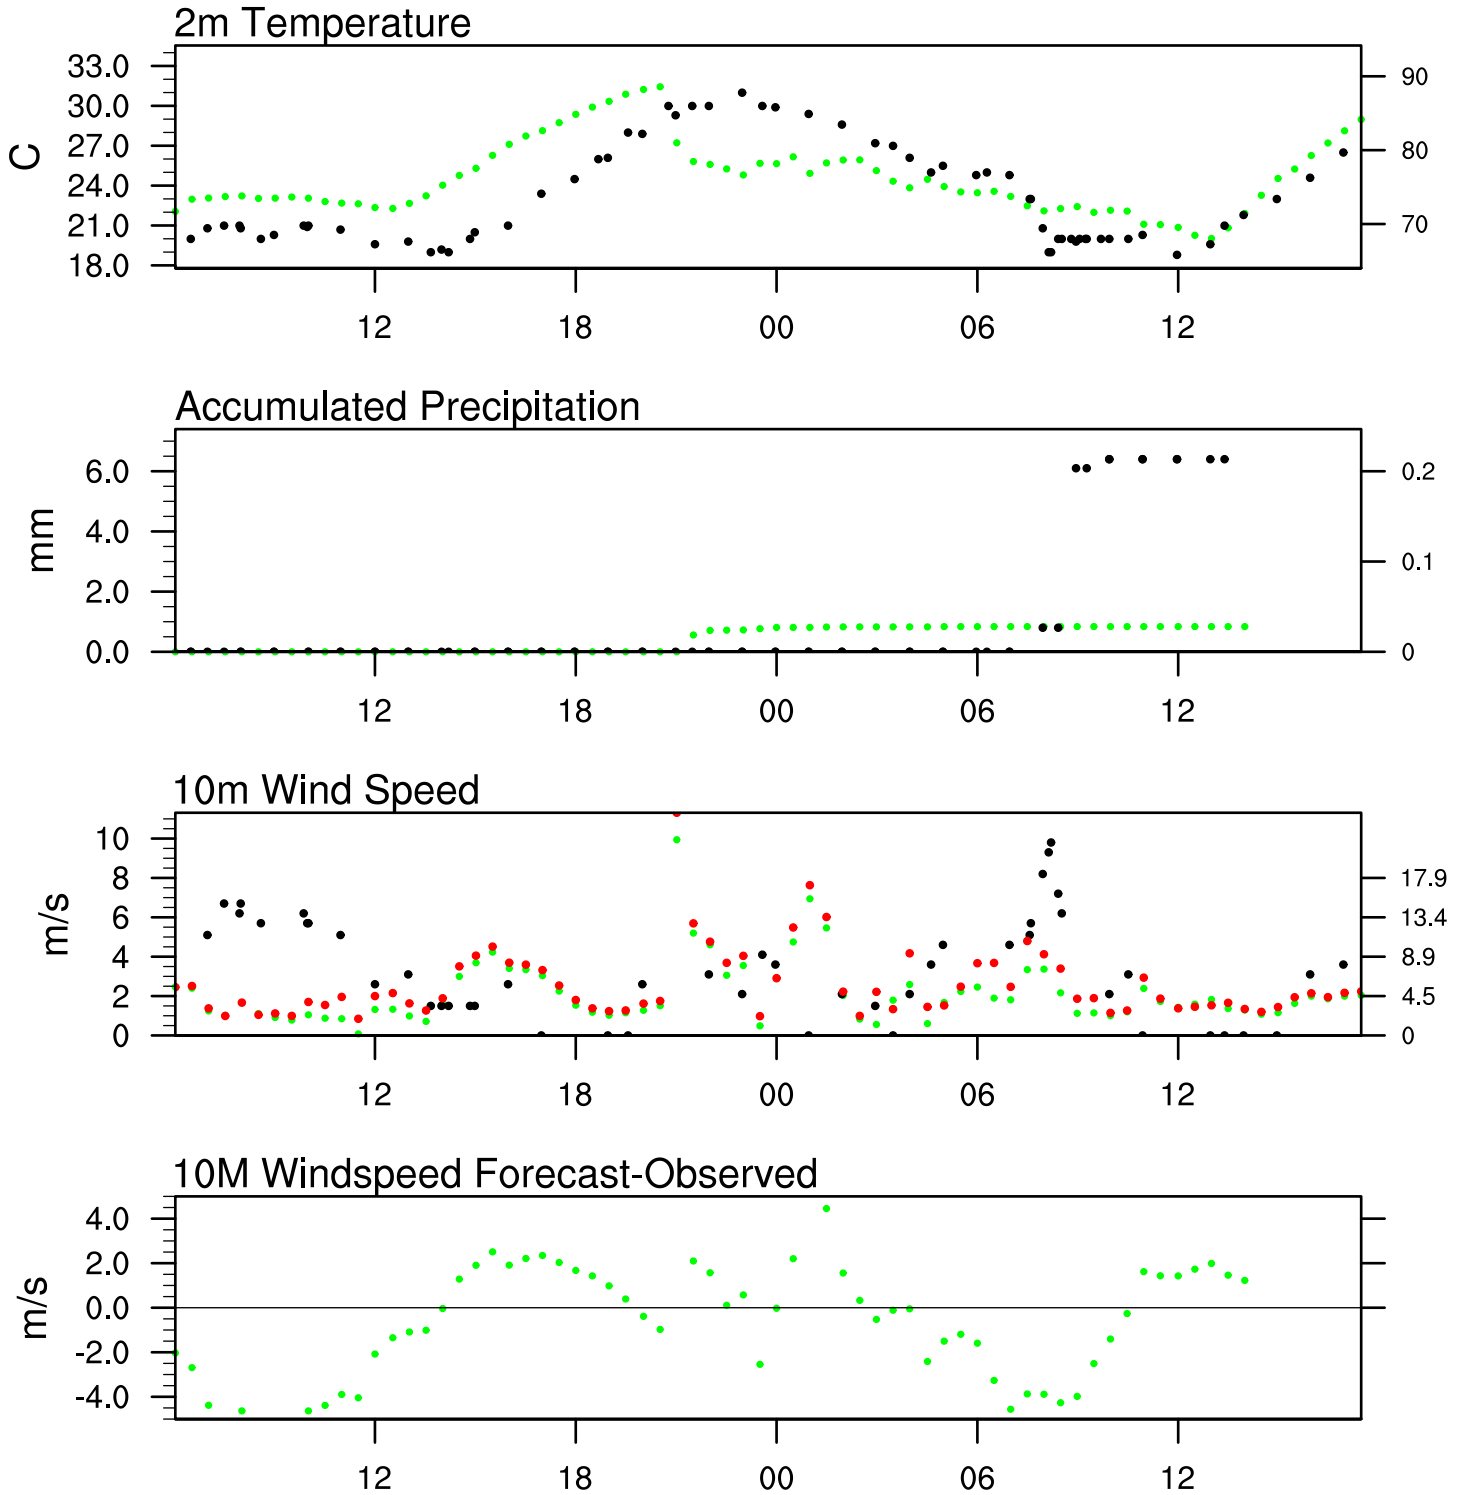 2m Temperature
33.0
30.0
27.0
24.0
21.0
18.0
C
90
80
70
12 18 00 06 12
Accumulated Precipitation
6.0
4.0
2.0
0.0
mm
0.2
0.1
0
12 18 00 06 12
10m Wind Speed
10
8
6
4
2
0
m/s
17.9
13.4
8.9
4.5
0
12 18 00 06 12
10M Windspeed Forecast-Observed
4.0
2.0
0.0
-2.0
-4.0
m/s
12 18 00 06 12